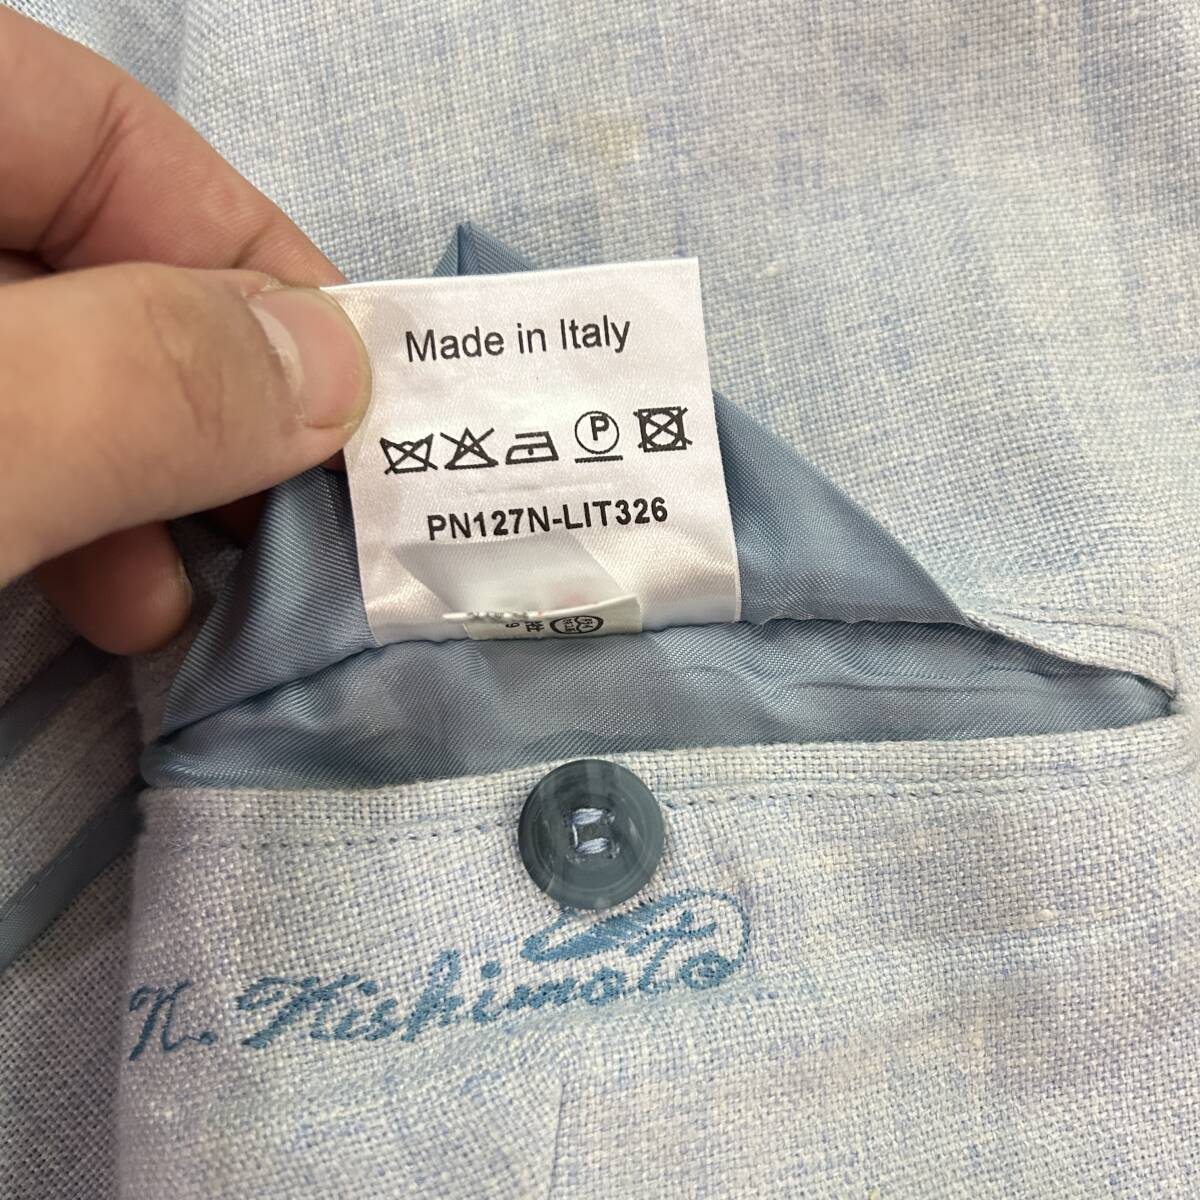 Made in Italy
P
PN127N-LIT326
K. Kishimoto